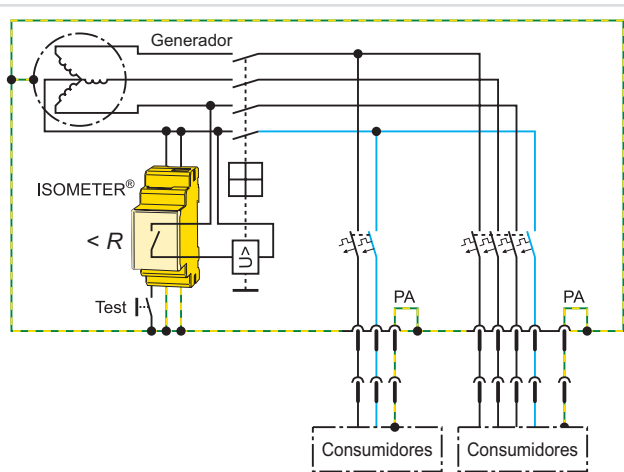 Generador
ISOMETER®
< R
U<
Test
PA
PA
Consumidores
Consumidores